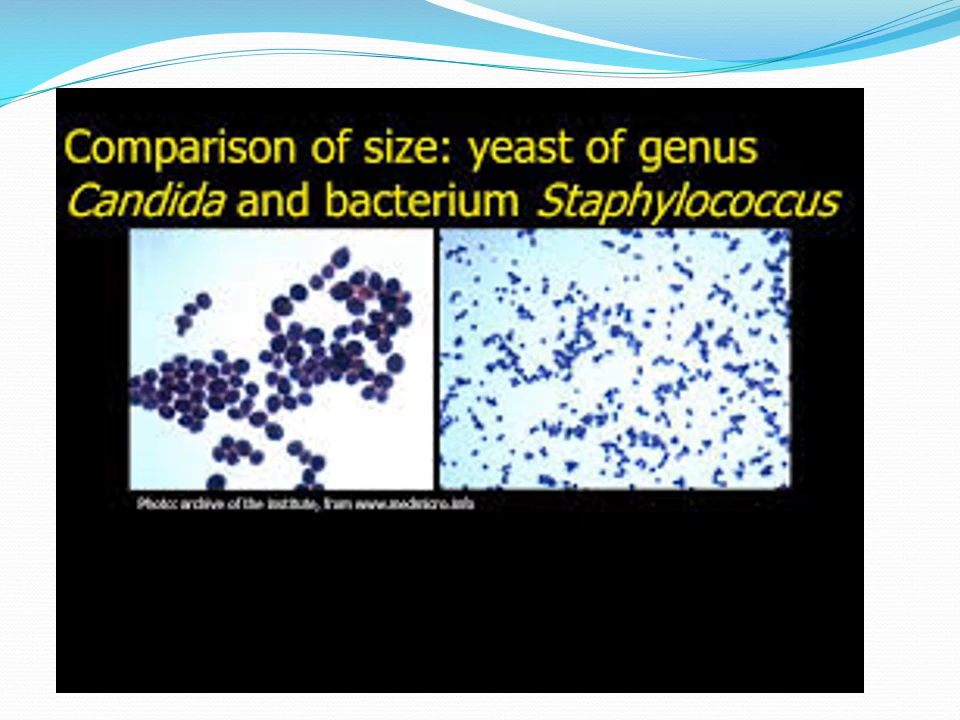 Comparison of size: yeast of genus
Candida and bacterium Staphylococcus
Photo: archive of the institute, from www.medmicro.info